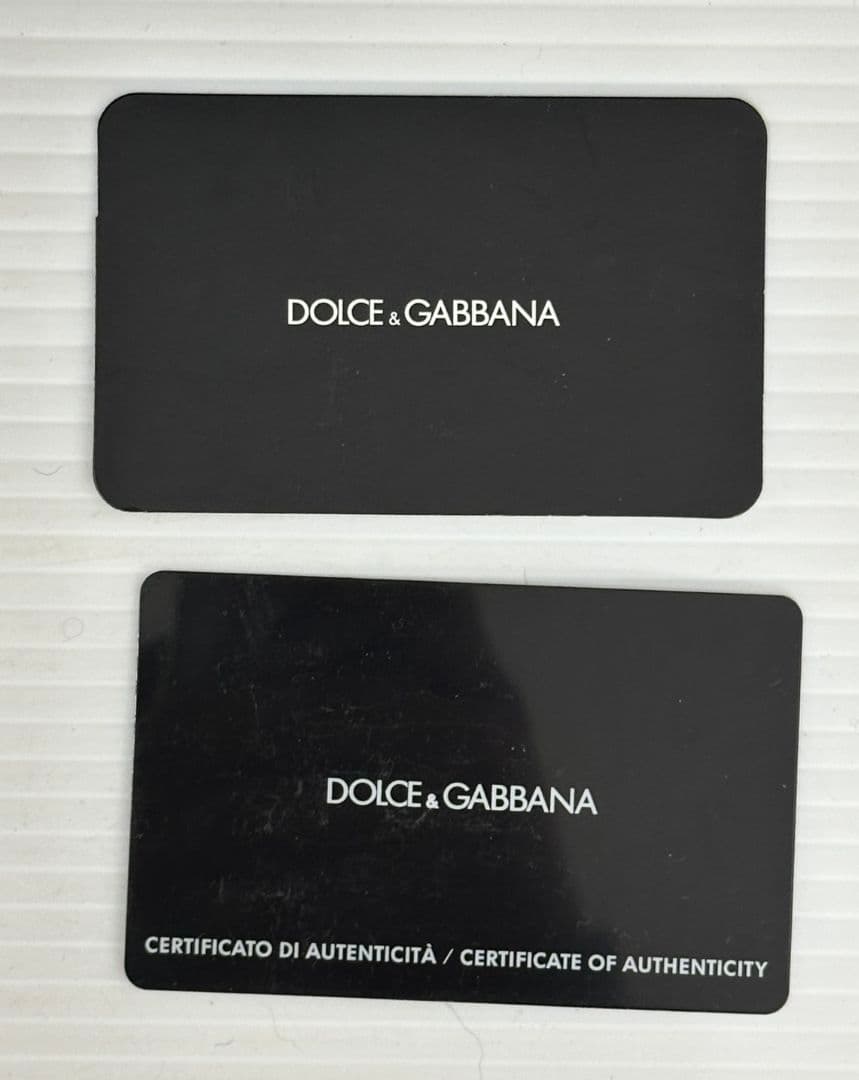 DOLCE & GABBANA
DOLCE & GABBANA
CERTIFICATO DI AUTENTICITÀ / CERTIFICATE OF AUTHENTICITY